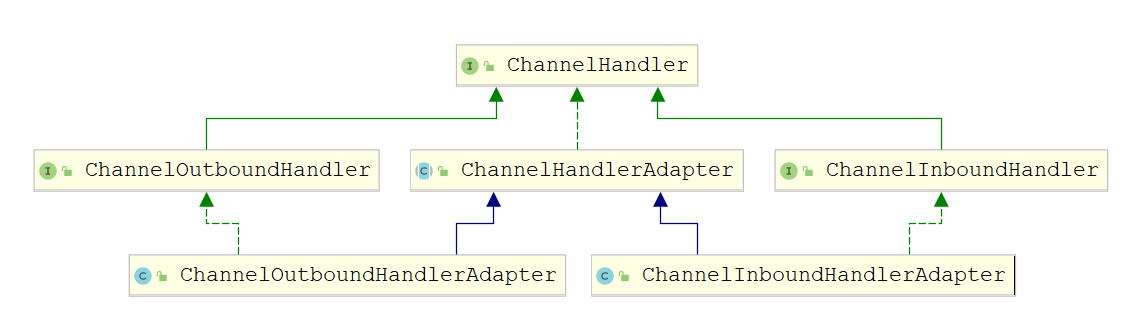 I ChannelHandler
I ChannelOutboundHandler
C ChannelHandlerAdapter
I ChannelInboundHandler
C ChannelOutboundHandlerAdapter
C ChannelInboundHandlerAdapter